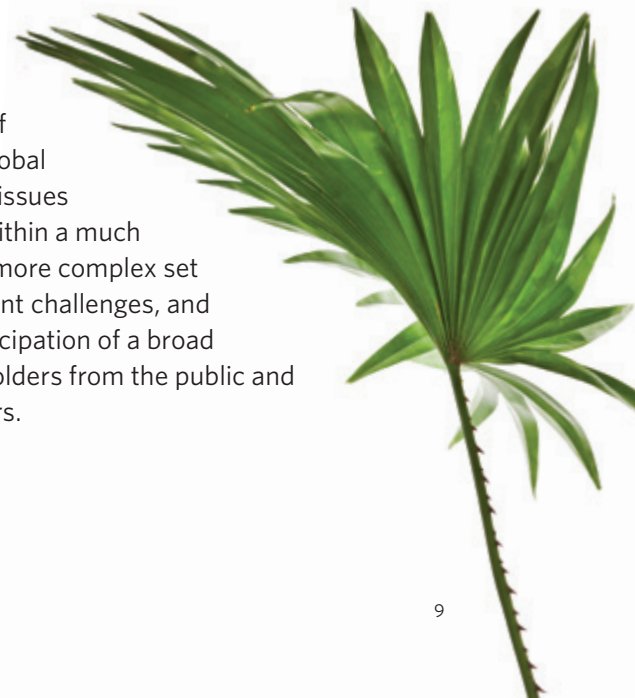 f
obal
issues
ithin a much
more complex set
nt challenges, and
cipation of a broad
olders from the public and
rs.
9